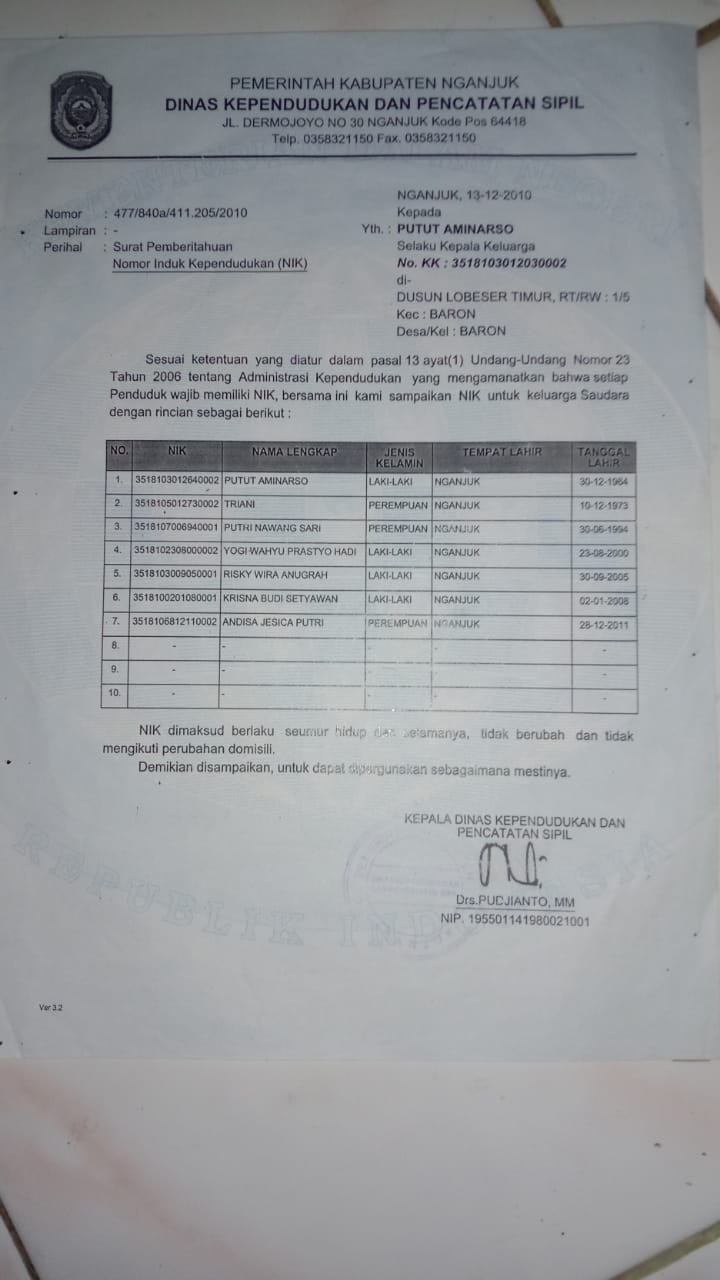 PEMERINTAH KABUPATEN NGANJUK
DINAS KEPENDUDUKAN DAN PENCATATAN SIPIL
JL. DERMOJOYO NO 30 NGANJUK Kode Pos 64418
Telp. 0358321150 Fax. 0358321150
NGANJUK, 13-12-2010
Nomor : 477/840a/411.205/2010
Kepada
Lampiran : -
Yth. : PUTUT AMINARSO
Perihal : Surat Pemberitahuan
Selaku Kepala Keluarga
Nomor Induk Kependudukan (NIK)
No. KK : 3518103012030002
di-
DUSUN LOBESER TIMUR, RT/RW : 1/5
Kec : BARON
Desa/Kel : BARON
Sesuai ketentuan yang diatur dalam pasal 13 ayat(1) Undang-Undang Nomor 23
Tahun 2006 tentang Administrasi Kependudukan yang mengamanatkan bahwa setiap
Penduduk wajib memiliki NIK, bersama ini kami sampaikan NIK untuk keluarga Saudara
dengan rincian sebagai berikut :
NO. NIK NAMA LENGKAP JENIS KELAMIN TEMPAT LAHIR TANGGAL LAHIR
1. 3518103012640002 PUTUT AMINARSO LAKI-LAKI NGANJUK 30-12-1964
2. 3518105012730002 TRIANI PEREMPUAN NGANJUK 10-12-1973
3. 3518107006940001 PUTRI NAWANG SARI PEREMPUAN NGANJUK 30-06-1994
4. 3518102308000002 YOGI WAHYU PRASTYO HADI LAKI-LAKI NGANJUK 23-08-2000
5. 3518103009050001 RISKY WIRA ANUGRAH LAKI-LAKI NGANJUK 30-09-2005
6. 3518100201080001 KRISNA BUDI SETYAWAN LAKI-LAKI NGANJUK 02-01-2008
7. 3518106812110002 ANDISA JESICA PUTRI PEREMPUAN NGANJUK 28-12-2011
8. - - - - -
9. - - - - -
10. - - - - -
NIK dimaksud berlaku seumur hidup dan selamanya, tidak berubah dan tidak
mengikuti perubahan domisili.
Demikian disampaikan, untuk dapat dipergunakan sebagaimana mestinya.
KEPALA DINAS KEPENDUDUKAN DAN
PENCATATAN SIPIL
Drs.PUDJIANTO, MM
NIP. 195501141980021001
REPUBLIK INDONESIA
Ver 3.2